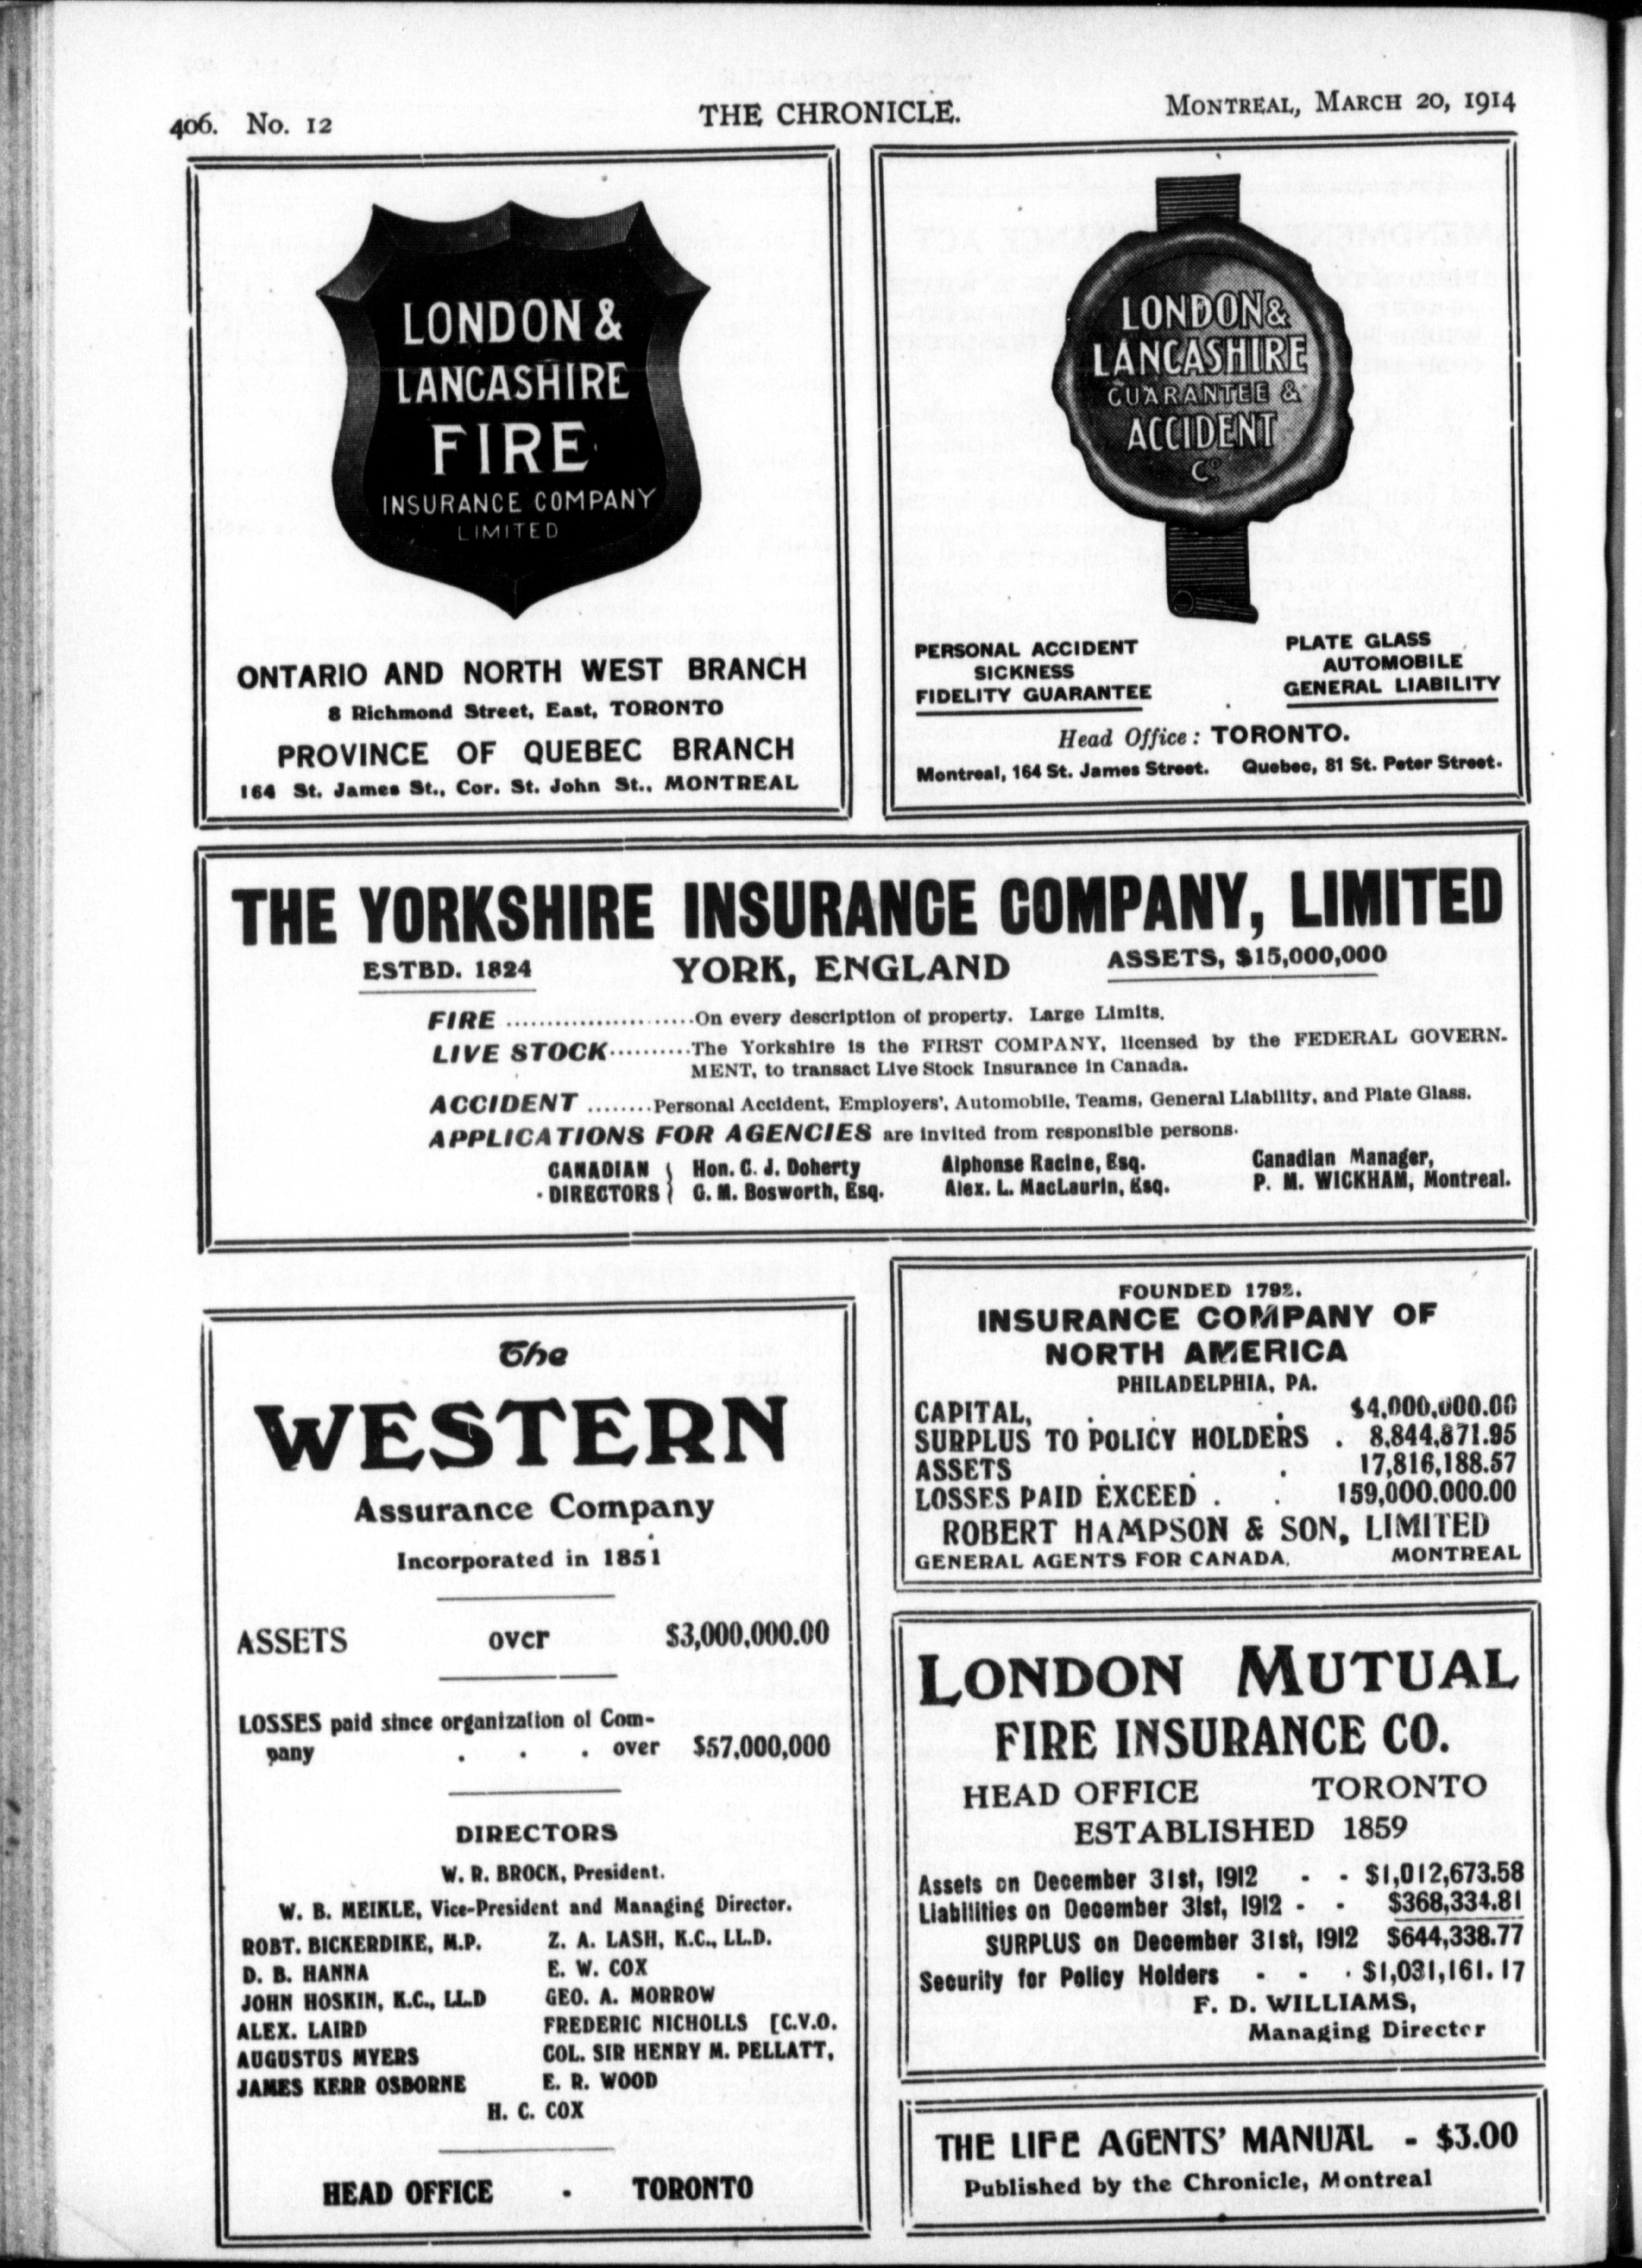 406. No. 12
THE CHRONICLE.
MONTREAL, MARCH 20, 1914
LONDON &
LANCASHIRE
FIRE
INSURANCE COMPANY
LIMITED
ONTARIO AND NORTH WEST BRANCH
8 Richmond Street, East, TORONTO
PROVINCE OF QUEBEC BRANCH
164 St. James St., Cor. St. John St., MONTREAL
LONDON &
LANCASHIRE
GUARANTEE &
ACCIDENT
Co.
PERSONAL ACCIDENT
SICKNESS
FIDELITY GUARANTEE
PLATE GLASS
AUTOMOBILE
GENERAL LIABILITY
Head Office: TORONTO.
Montreal, 164 St. James Street. Quebec, 81 St. Peter Street.
THE YORKSHIRE INSURANCE COMPANY, LIMITED
ESTBD. 1824 YORK, ENGLAND ASSETS, $15,000,000
FIRE ........................On every description of property. Large Limits.
LIVE STOCK..........The Yorkshire is the FIRST COMPANY, licensed by the FEDERAL GOVERN-
MENT, to transact Live Stock Insurance in Canada.
ACCIDENT ........Personal Accident, Employers', Automobile, Teams, General Liability, and Plate Glass.
APPLICATIONS FOR AGENCIES are invited from responsible persons.
CANADIAN { Hon. C. J. Doherty Alphonse Racine, Esq. Canadian Manager,
DIRECTORS { G. M. Bosworth, Esq. Alex. L. MacLaurin, Esq. P. M. WICKHAM, Montreal.
The
WESTERN
Assurance Company
Incorporated in 1851
ASSETS over $3,000,000.00
LOSSES paid since organization of Com-
pany . . . over $57,000,000
DIRECTORS
W. R. BROCK, President.
W. B. MEIKLE, Vice-President and Managing Director.
ROBT. BICKERDIKE, M.P. Z. A. LASH, K.C., LL.D.
D. B. HANNA E. W. COX
JOHN HOSKIN, K.C., LL.D GEO. A. MORROW
ALEX. LAIRD FREDERIC NICHOLLS [C.V.O.
AUGUSTUS MYERS COL. SIR HENRY M. PELLATT,
JAMES KERR OSBORNE E. R. WOOD
H. C. COX
HEAD OFFICE - TORONTO
FOUNDED 1792.
INSURANCE COMPANY OF
NORTH AMERICA
PHILADELPHIA, PA.
CAPITAL, . . . $4,000,000.00
SURPLUS TO POLICY HOLDERS . 8,844,871.95
ASSETS . . . 17,816,188.57
LOSSES PAID EXCEED . . 159,000.000.00
ROBERT HAMPSON & SON, LIMITED
GENERAL AGENTS FOR CANADA. MONTREAL
LONDON MUTUAL
FIRE INSURANCE CO.
HEAD OFFICE TORONTO
ESTABLISHED 1859
Assets on December 31st, 1912 - - $1,012,673.58
Liabilities on December 31st, 1912 - - $368,334.81
SURPLUS on December 31st, 1912 $644,338.77
Security for Policy Holders - - . $1,031,161.17
F. D. WILLIAMS,
Managing Director
THE LIFE AGENTS' MANUAL - $3.00
Published by the Chronicle, Montreal